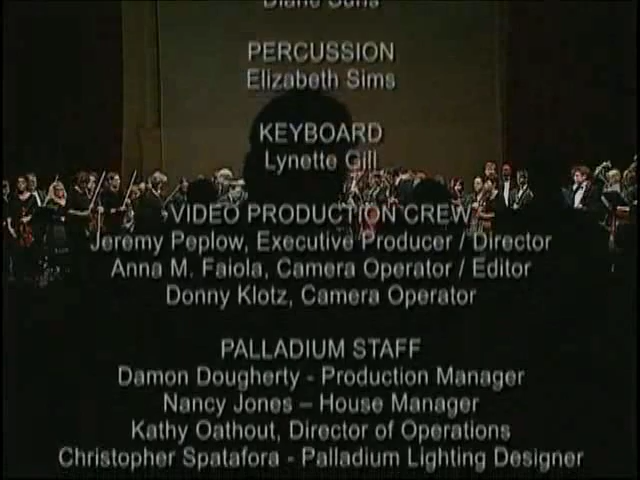 PERCUSSION
Elizabeth Sims
KEYBOARD
Lynette Gill
VIDEO PRODUCTION CREW
Jeremy Peplow, Executive Producer / Director
Anna M. Faiola, Camera Operator / Editor
Donny Klotz, Camera Operator
PALLADIUM STAFF
Damon Dougherty - Production Manager
Nancy Jones – House Manager
Kathy Oathout, Director of Operations
Christopher Spatafora - Palladium Lighting Designer